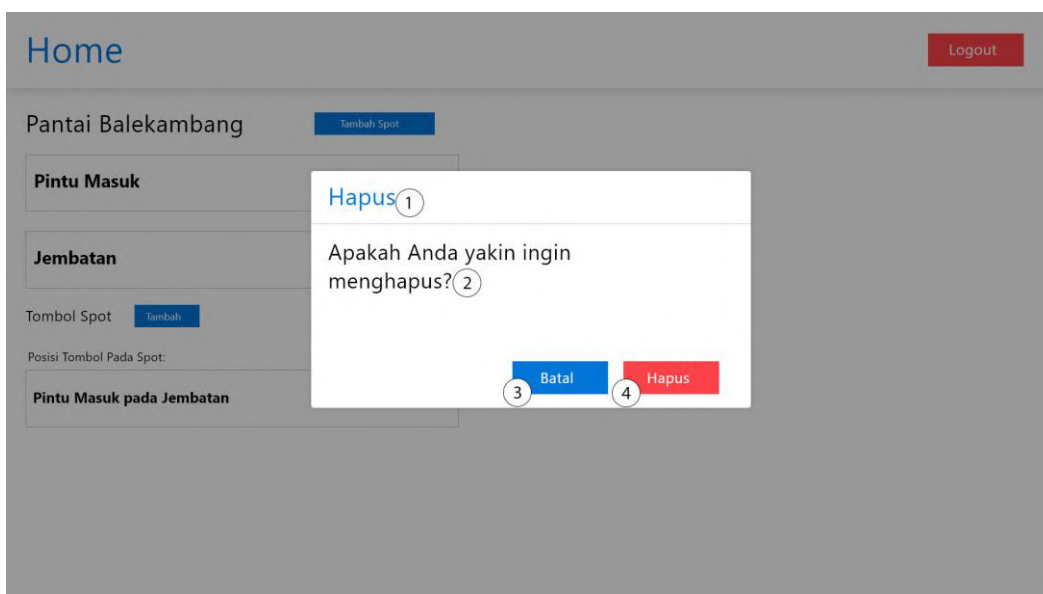 Home
Logout
Pantai Balekambang
Tambah Spot
Pintu Masuk
Hapus 1
Jembatan
Apakah Anda yakin ingin
menghapus? 2
Tombol Spot
Tambah
Posisi Tombol Pada Spot:
Pintu Masuk pada Jembatan
3 Batal
4 Hapus